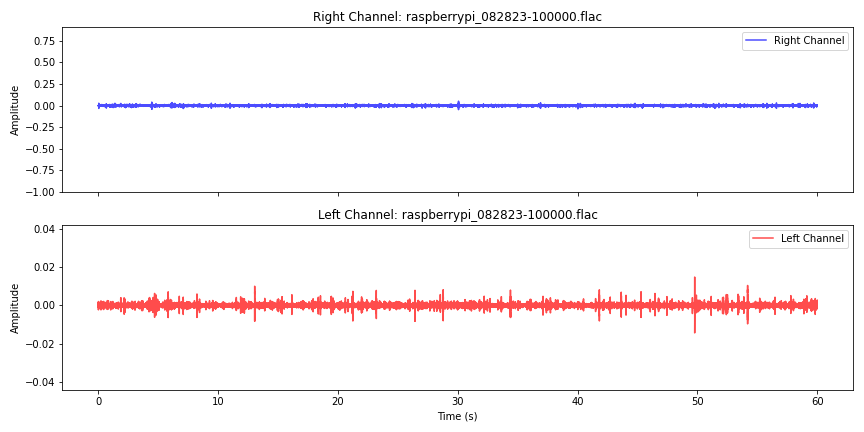 Right Channel: raspberrypi_082823-100000.flac
Right Channel
0.75
0.50
0.25
0.00
−0.25
−0.50
−0.75
−1.00
Amplitude
Left Channel: raspberrypi_082823-100000.flac
Left Channel
0.04
0.02
0.00
−0.02
−0.04
Amplitude
0 10 20 30 40 50 60
Time (s)